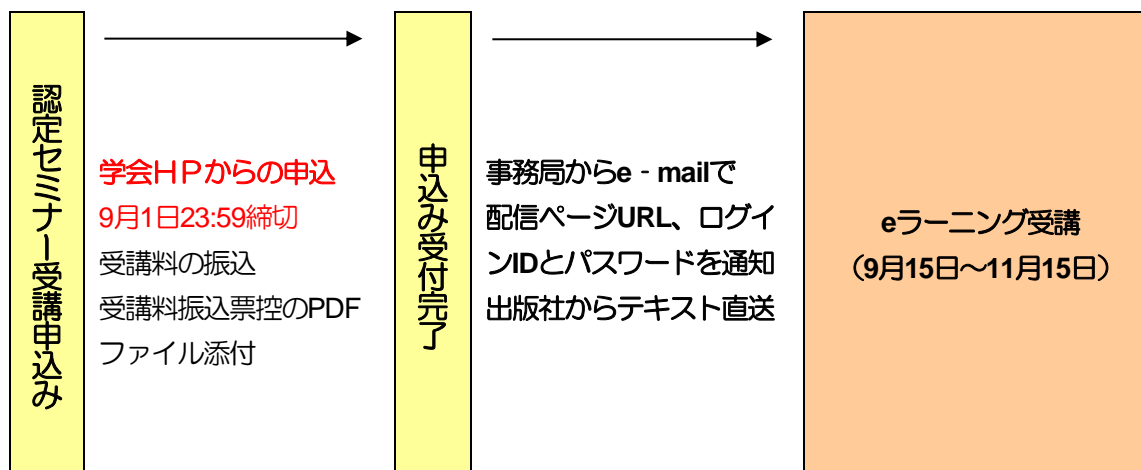 認定セミナー受講申込み
学会HPからの申込
9月1日23:59締切
受講料の振込
受講料振込票控のPDF
ファイル添付
申込み受付完了
事務局からe‐mailで
配信ページURL、ログイ
ンIDとパスワードを通知
出版社からテキスト直送
eラーニング受講
（9月15日～11月15日）